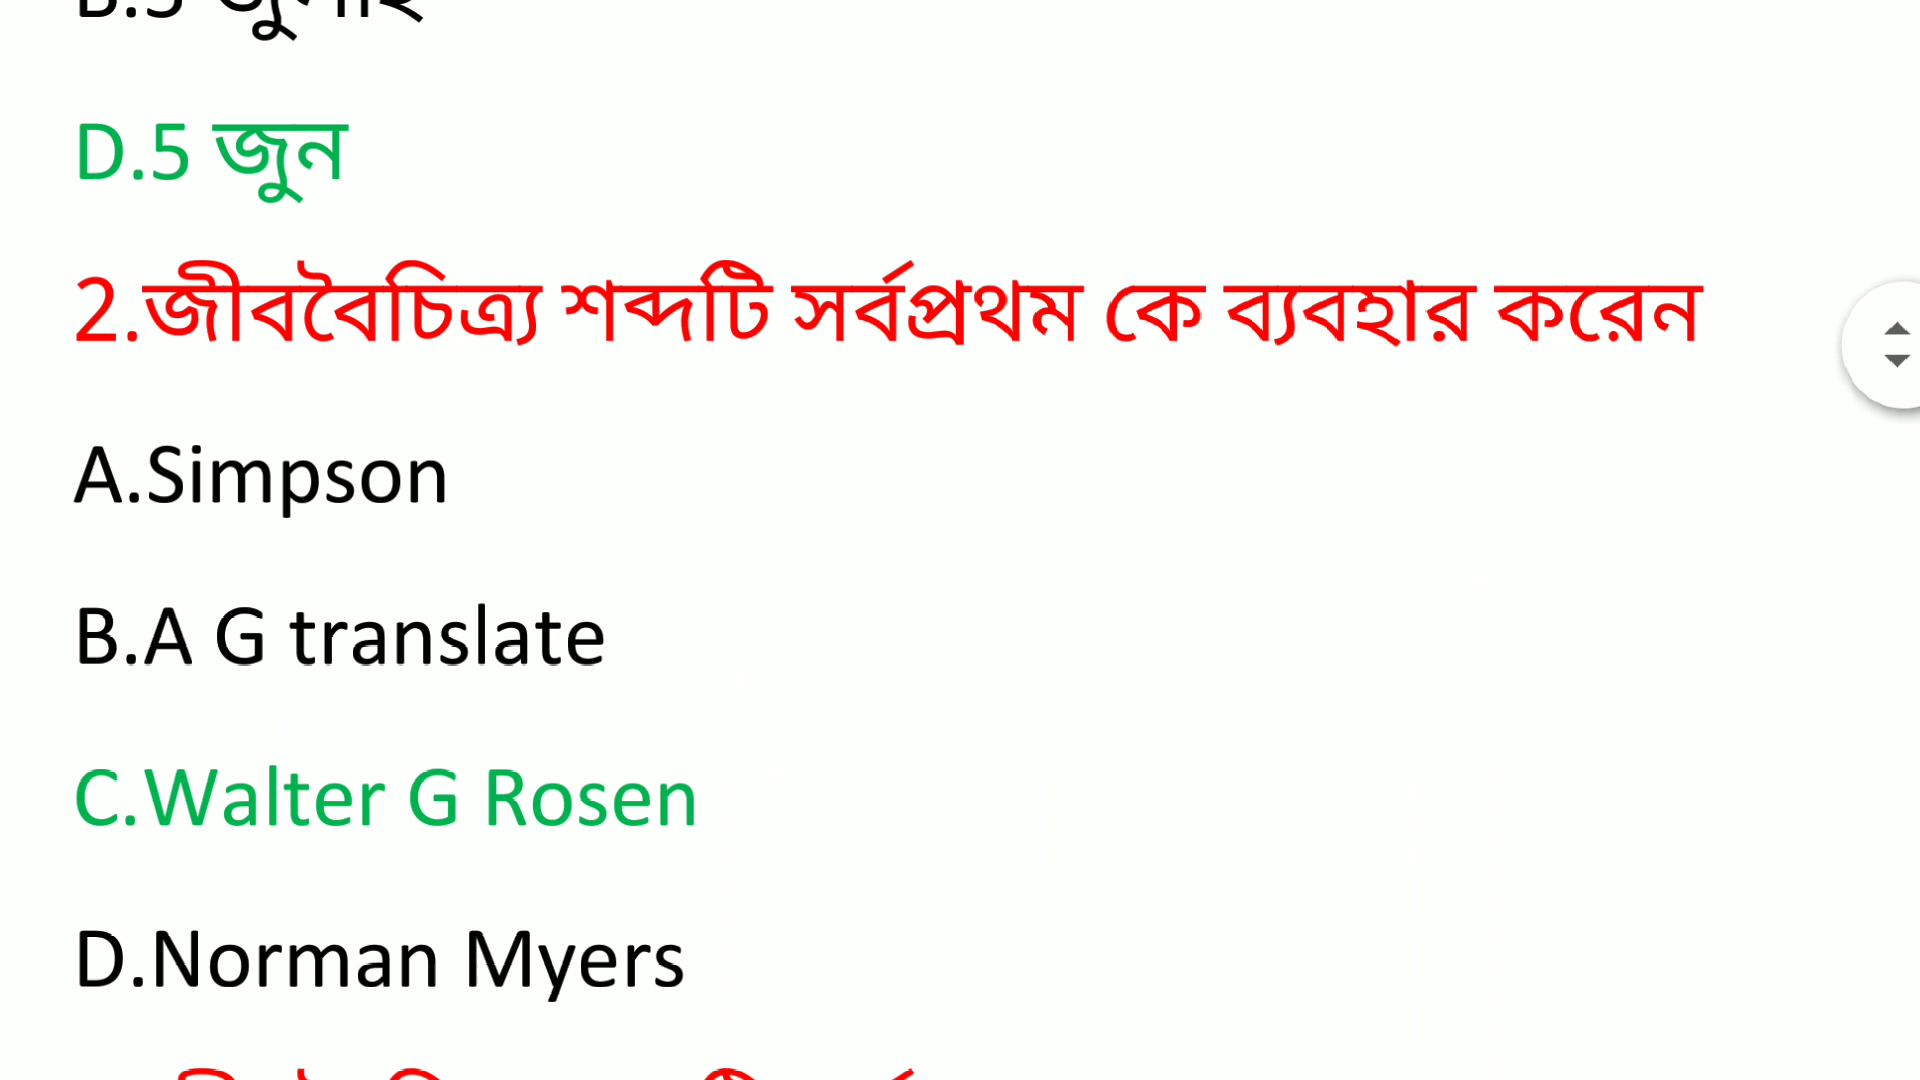 D.5 জুন
2.জীববৈচিত্র্য শব্দটি সর্বপ্রথম কে ব্যবহার করেন
A.Simpson
B.A G translate
C.Walter G Rosen
D.Norman Myers